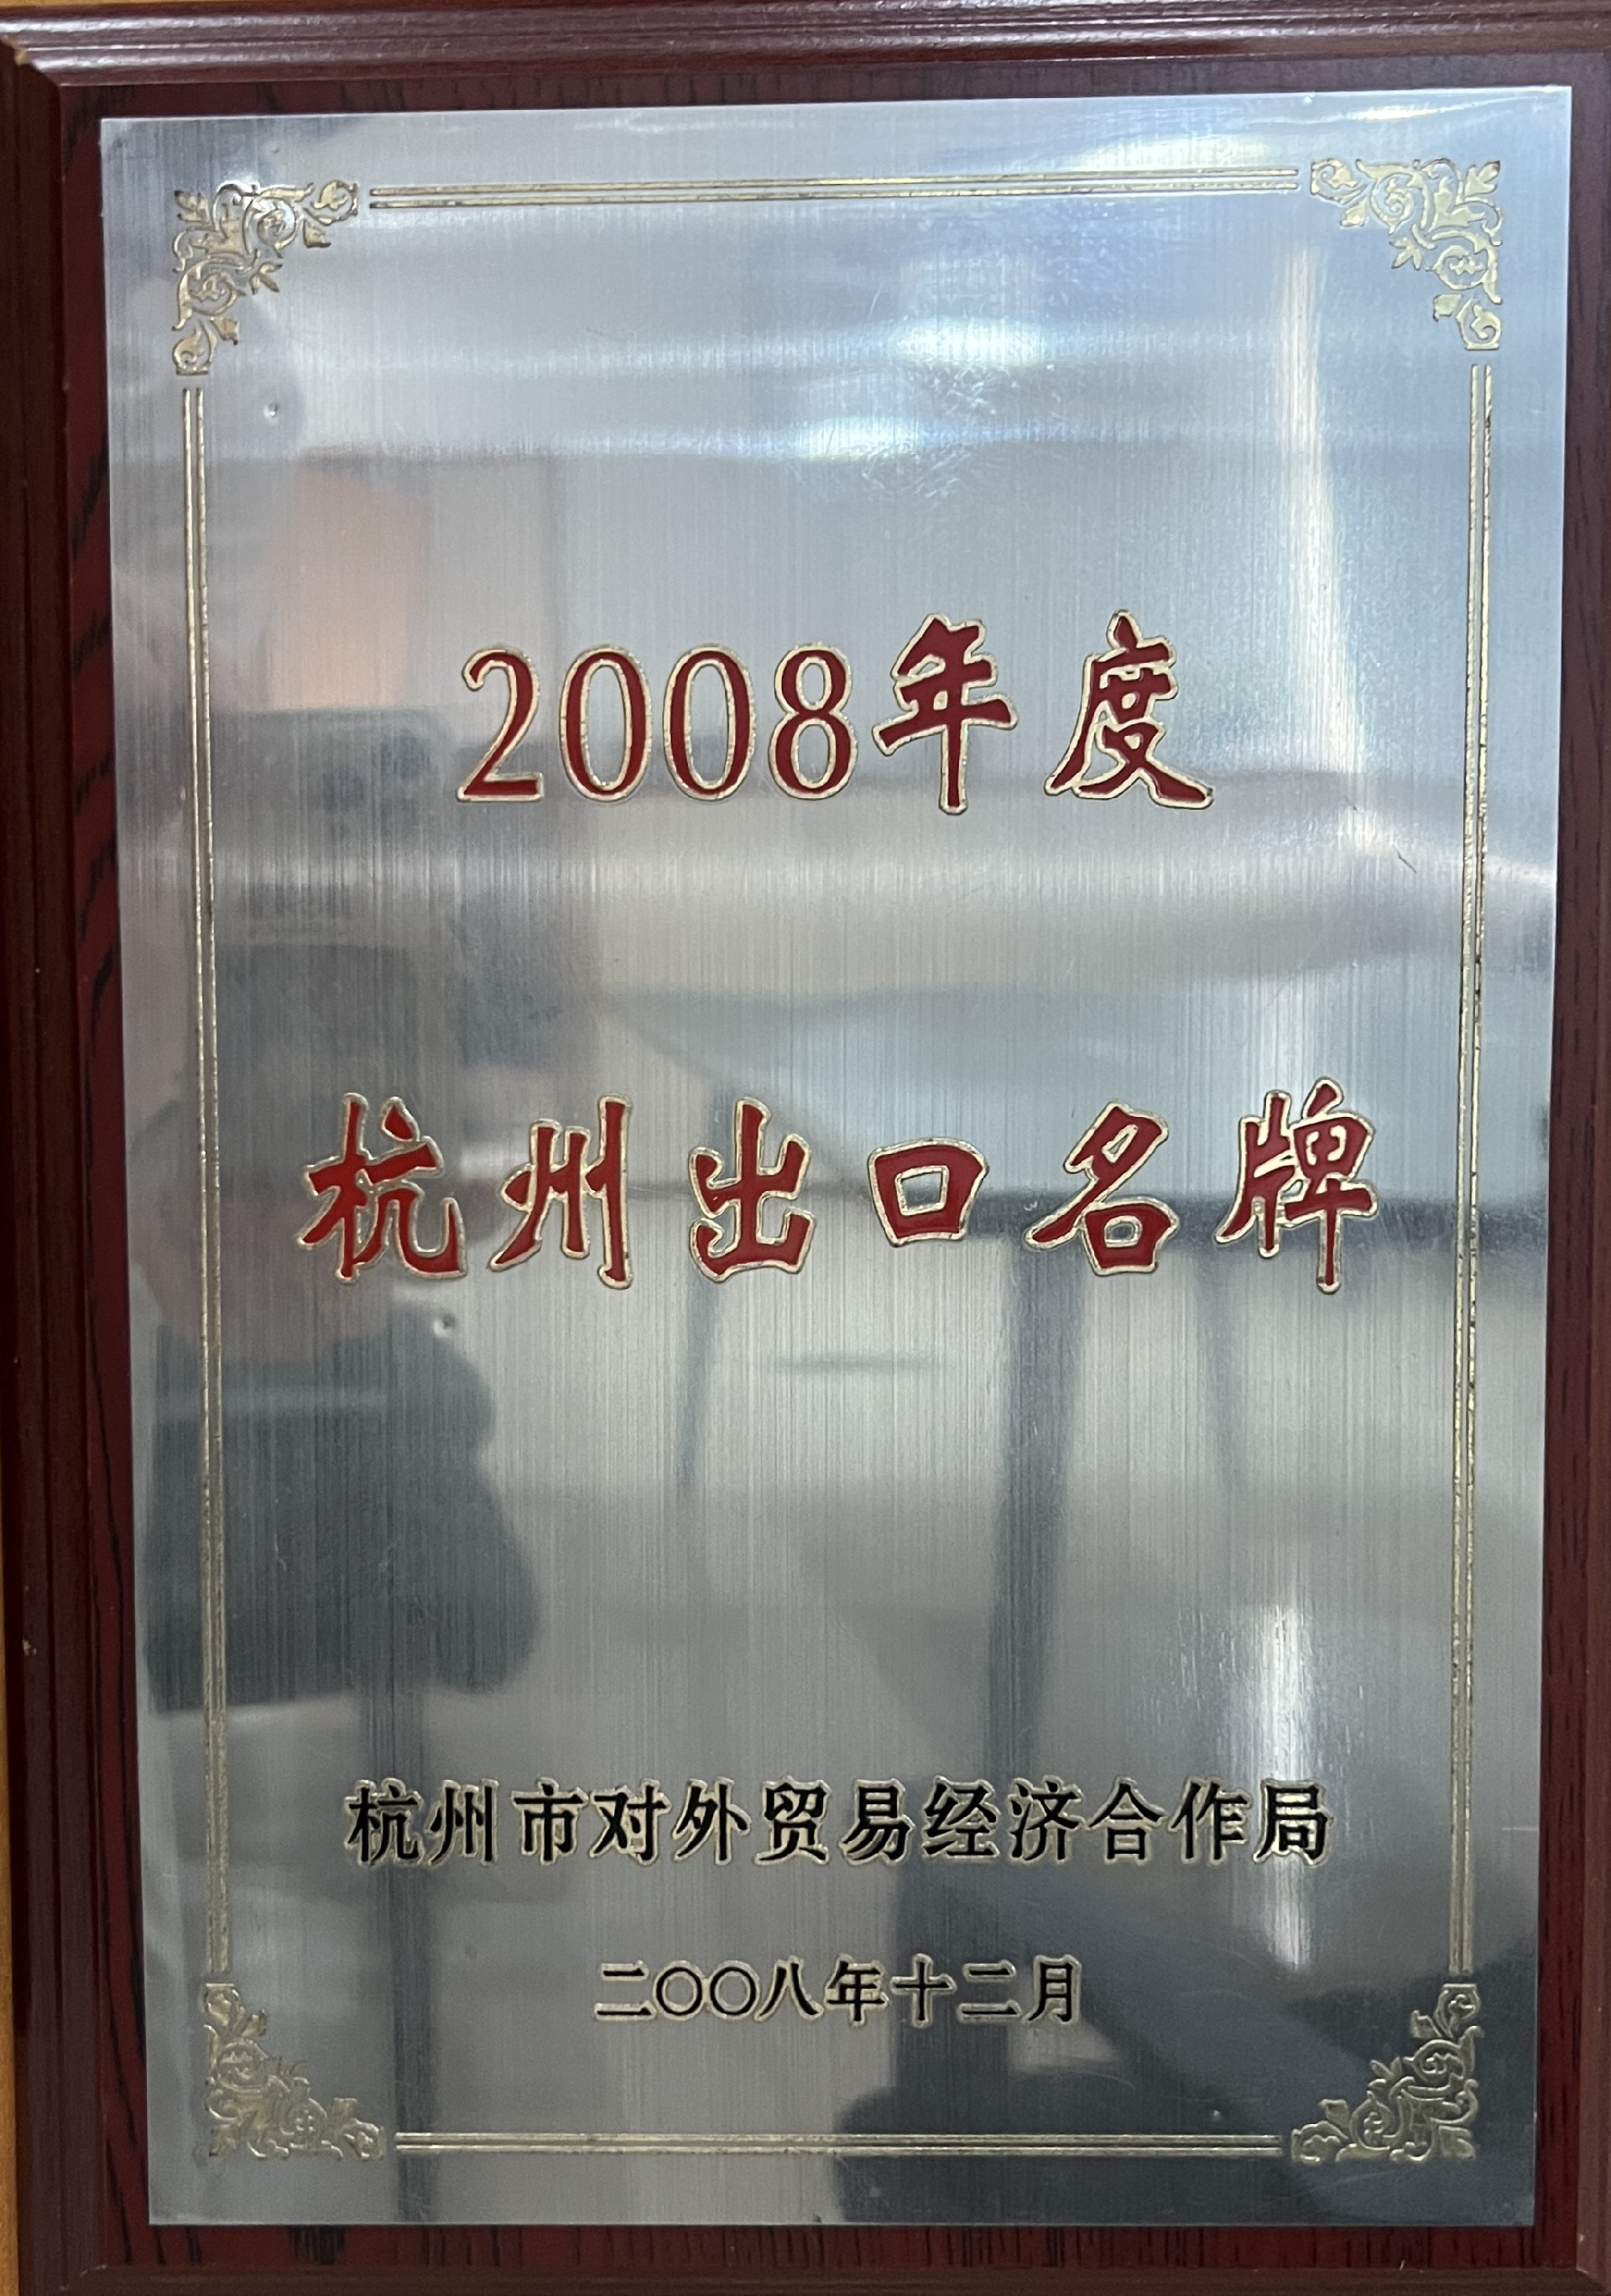 2008年度
杭州出口名牌
杭州市对外贸易经济合作局
二〇〇八年十二月